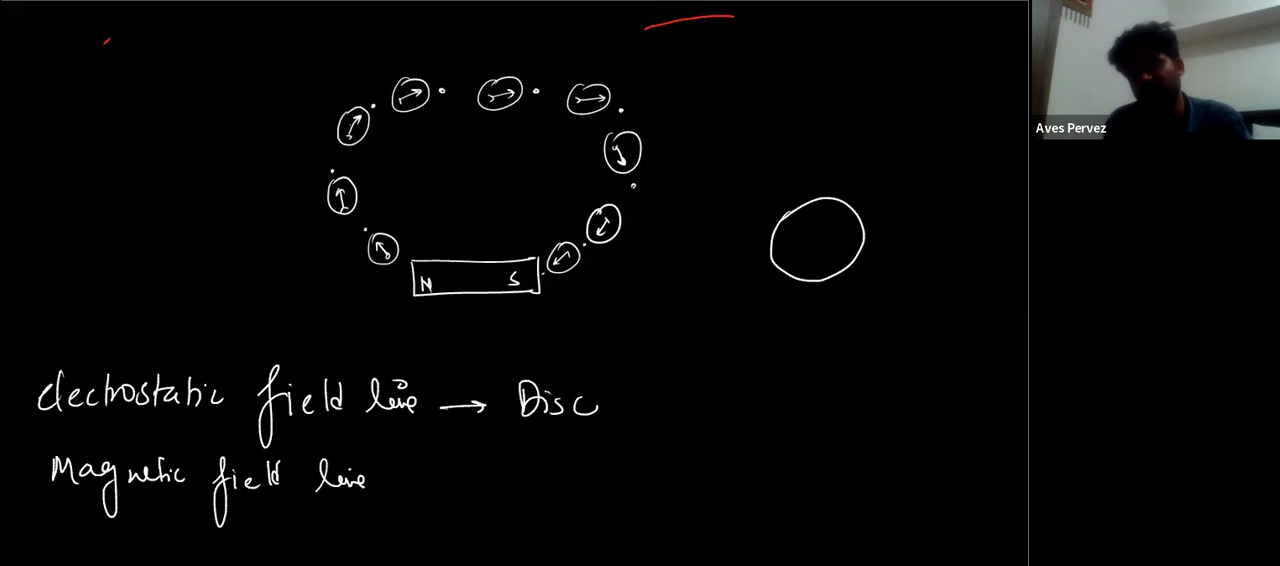 Aves Pervez
N S
Electrostatic field line → Disc
Magnetic field line